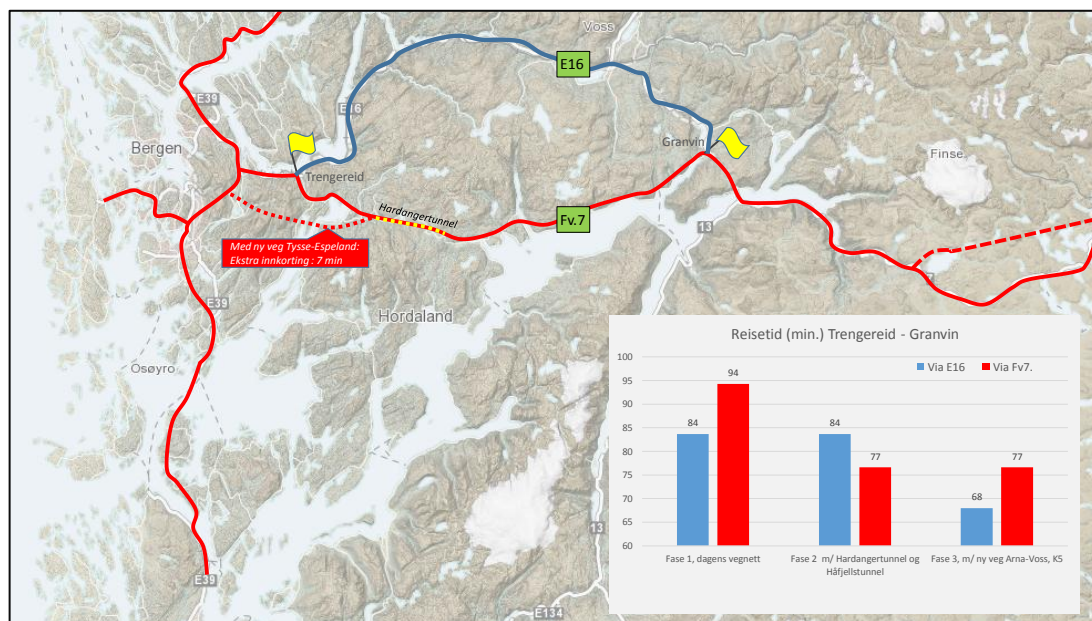 Voss
E16
E39
E16
Bergen
Granvin
Finse
Trengereid
Hardangertunnel
Fv.7
13
Med ny veg Tysse-Espeland:
Ekstra innkorting : 7 min
7
E39
Hordaland
Osøyro
Reisetid (min.) Trengereid - Granvin
Via E16 Via Fv7.
100
95
90
85
80
75
70
65
60
84 94
84 77
68 77
Fase 1, dagens vegnett
Fase 2 m/ Hardangertunnel og
Håfjellstunnel
Fase 3, m/ ny veg Arna-Voss, K5
13
E39
E134